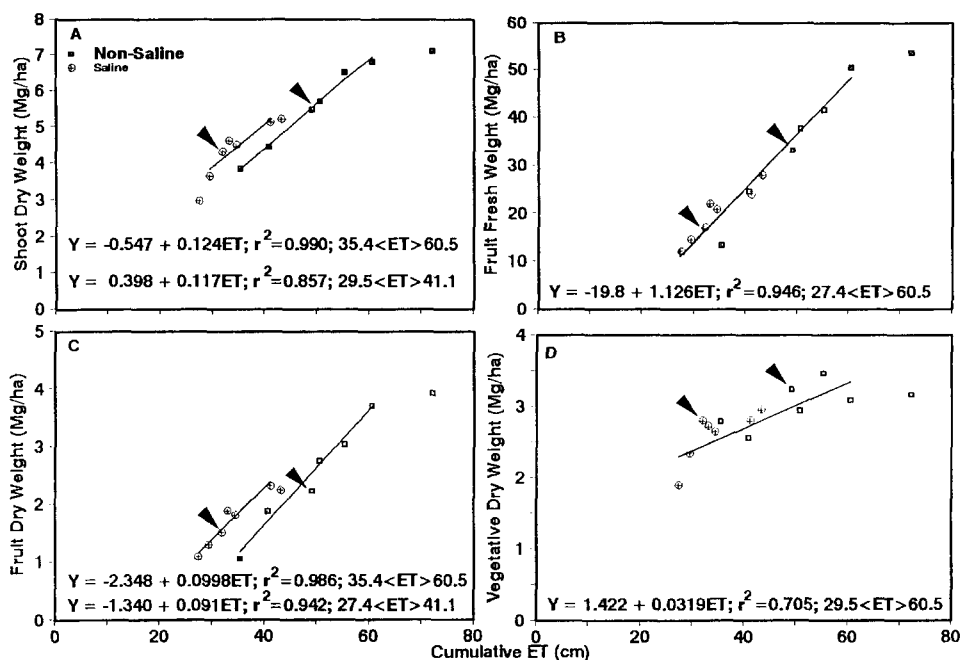 A
Non-Saline
Saline
Shoot Dry Weight (Mg/ha)
8
7
6
5
4
3
2
1
0
Y = -0.547 + 0.124ET; r²=0.990; 35.4<ET>60.5
Y = 0.398 + 0.117ET; r²=0.857; 29.5<ET>41.1
B
Fruit Fresh Weight (Mg/ha)
60
50
40
30
20
10
0
Y = -19.8 + 1.126ET; r²=0.946; 27.4<ET>60.5
C
Fruit Dry Weight (Mg/ha)
5
4
3
2
1
0
Y = -2.348 + 0.0998ET; r²=0.986; 35.4<ET>60.5
Y = -1.340 + 0.091ET; r²=0.942; 27.4<ET>41.1
0 20 40 60 80
D
Vegetative Dry Weight (Mg/ha)
4
3
2
1
0
Y = 1.422 + 0.0319ET; r²=0.705; 29.5<ET>60.5
0 20 40 60 80
Cumulative ET (cm)